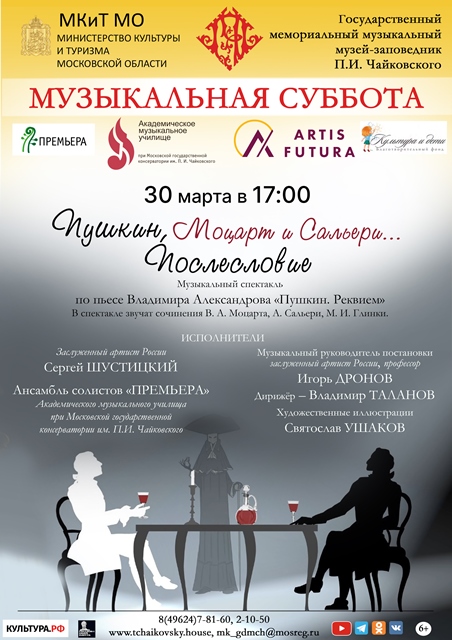 МКиТ МО
МИНИСТЕРСТВО КУЛЬТУРЫ
И ТУРИЗМА
МОСКОВСКОЙ ОБЛАСТИ
Государственный
мемориальный музыкальный
музей-заповедник
П.И. Чайковского
МУЗЫКАЛЬНАЯ СУББОТА
ПРЕМЬЕРА
Академическое
музыкальное
училище
при Московской государственной
консерватории им. П. И. Чайковского
ARTIS
FUTURA
Культура и дети
благотворительный фонд
30 марта в 17:00
Пушкин, Моцарт и Сальери...
Послесловие
Музыкальный спектакль
по пьесе Владимира Александрова «Пушкин. Реквием»
В спектакле звучат сочинения В. А. Моцарта, А. Сальери, М. И. Глинки.
ИСПОЛНИТЕЛИ
Заслуженный артист России
Сергей ШУСТИЦКИЙ
Ансамбль солистов «ПРЕМЬЕРА»
Академического музыкального училища
при Московской государственной
консерватории им. П.И. Чайковского
Музыкальный руководитель постановки
заслуженный артист России, профессор
Игорь ДРОНОВ
Дирижёр – Владимир ТАЛАНОВ
Художественные иллюстрации
Святослав УШАКОВ
КУЛЬТУРА.РФ
8(49624)7-81-60, 2-10-50
www.tchaikovsky.house, mk_gdmch@mosreg.ru
6+